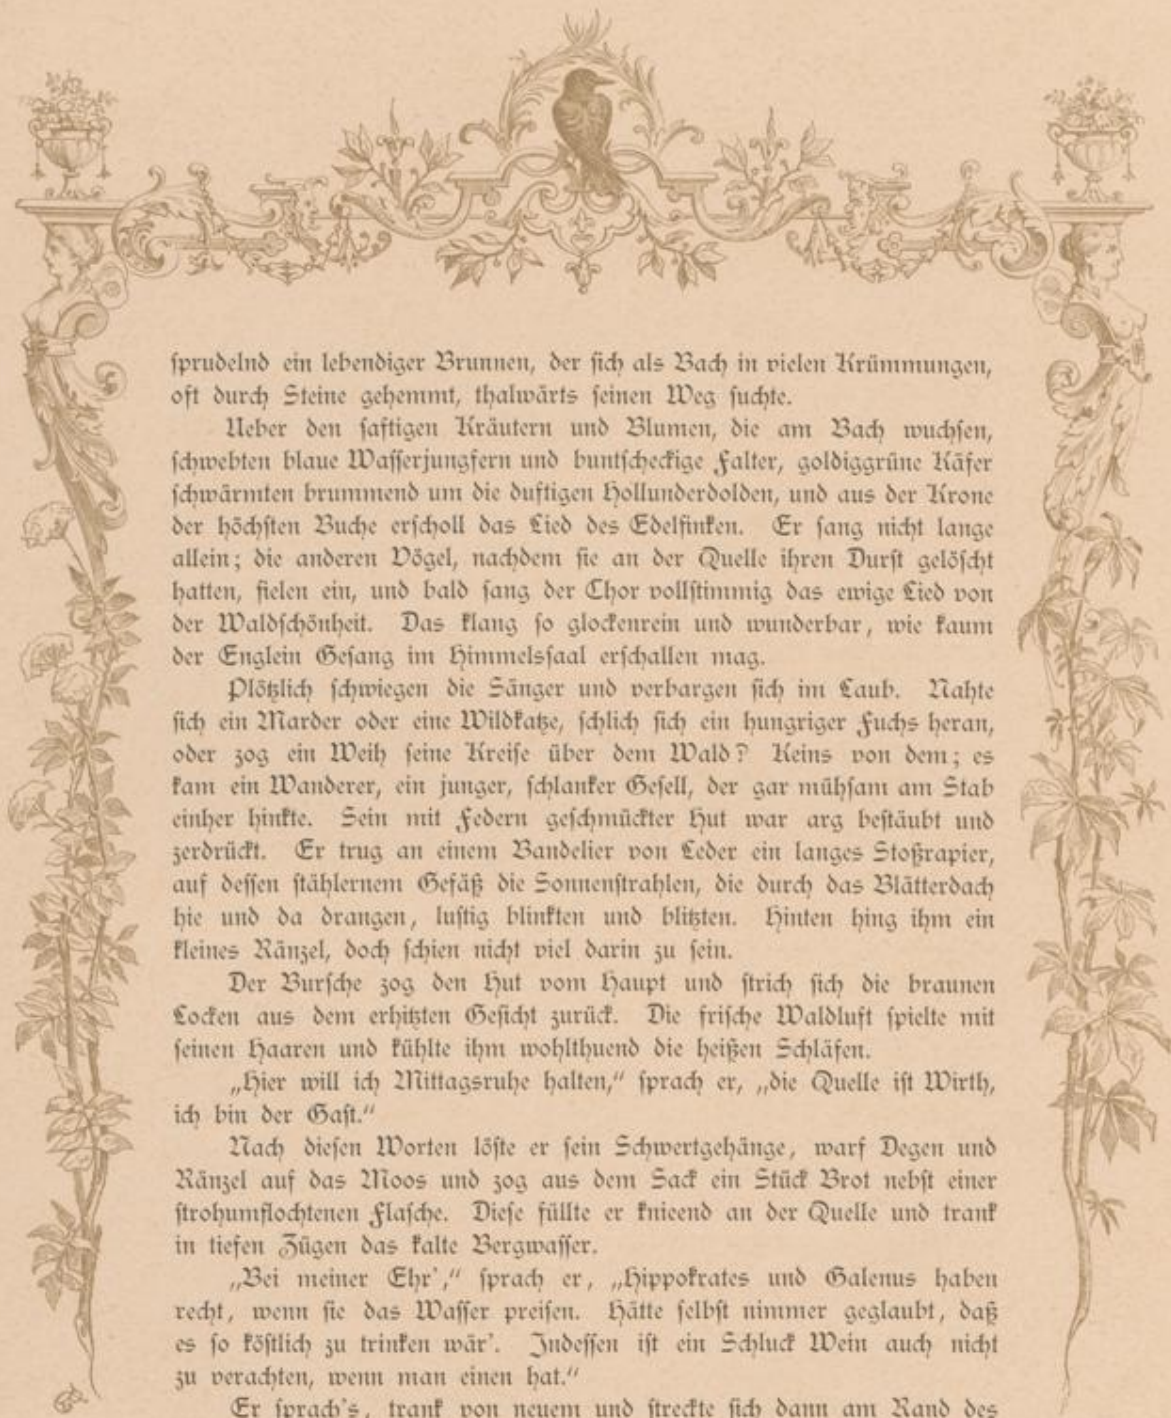 sprudelnd ein lebendiger Brunnen, der sich als Bach in vielen Krümmungen,
oft durch Steine gehemmt, thalwärts seinen Weg suchte.
Ueber den saftigen Kräutern und Blumen, die am Bach wuchsen,
schwebten blaue Wasserjungfern und buntscheckige Falter, goldiggrüne Käfer
schwärmten brummend um die duftigen Hollunderdolden, und aus der Krone
der höchsten Buche erscholl das Lied des Edelfinken. Er sang nicht lange
allein; die anderen Vögel, nachdem sie an der Quelle ihren Durst gelöscht
hatten, fielen ein, und bald sang der Chor vollstimmig das ewige Lied von
der Waldschönheit. Das klang so glockenrein und wunderbar, wie kaum
der Englein Gesang im Himmelssaal erschallen mag.
Plötzlich schwiegen die Sänger und verbargen sich im Laub. Nahte
sich ein Marder oder eine Wildkatze, schlich sich ein hungriger Fuchs heran,
oder zog ein Weih seine Kreise über dem Wald? Keins von dem; es
kam ein Wanderer, ein junger, schlanker Gesell, der gar mühsam am Stab
einher hinkte. Sein mit Federn geschmückter Hut war arg bestäubt und
zerdrückt. Er trug an einem Bandelier von Leder ein langes Stoßrapier,
auf dessen stählernem Gefäß die Sonnenstrahlen, die durch das Blätterdach
hie und da drangen, lustig blinkten und blitzten. Hinten hing ihm ein
kleines Ränzel, doch schien nicht viel darin zu sein.
Der Bursche zog den Hut vom Haupt und strich sich die braunen
Locken aus dem erhitzten Gesicht zurück. Die frische Waldluft spielte mit
seinen Haaren und kühlte ihm wohlthuend die heißen Schläfen.
„Hier will ich Mittagsruhe halten,“ sprach er, „die Quelle ist Wirth,
ich bin der Gast.“
Nach diesen Worten löste er sein Schwertgehänge, warf Degen und
Ränzel auf das Moos und zog aus dem Sack ein Stück Brot nebst einer
strohumflochtenen Flasche. Diese füllte er knieend an der Quelle und trank
in tiefen Zügen das kalte Bergwasser.
„Bei meiner Ehr',“ sprach er, „Hippokrates und Galenus haben
recht, wenn sie das Wasser preisen. Hätte selbst nimmer geglaubt, daß
es so köstlich zu trinken wär'. Indessen ist ein Schluck Wein auch nicht
zu verachten, wenn man einen hat.“
Er sprach's, trank von neuem und streckte sich dann am Rand des